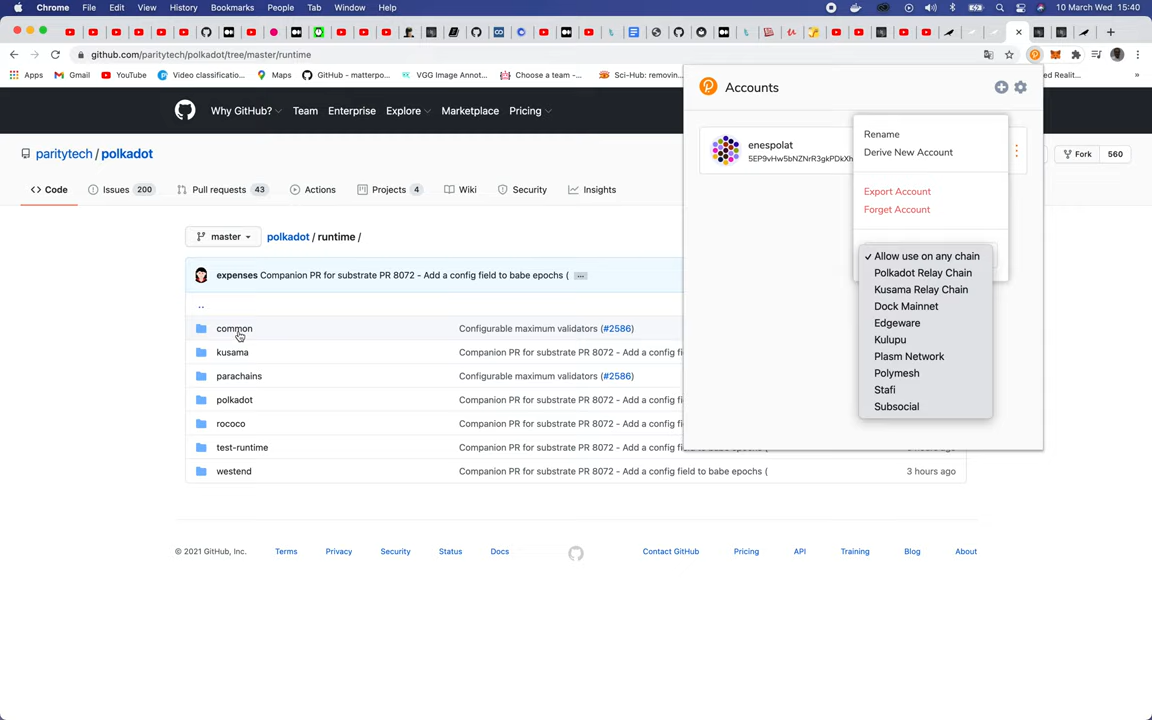 Chrome File Edit View History Bookmarks People Tab Window Help 10 March Wed 15:40
github.com/paritytech/polkadot/tree/master/runtime
Apps Gmail YouTube Video classificatio... Maps GitHub - matterpo... VGG Image Annot... Choose a team -... Sci-Hub: removin... ed Realit... »
Why GitHub? Team Enterprise Explore Marketplace Pricing
paritytech / polkadot
Fork 560
Code Issues 200 Pull requests 43 Actions Projects 4 Wiki Security Insights
master polkadot / runtime /
expenses Companion PR for substrate PR 8072 - Add a config field to babe epochs ( ...
..
common Configurable maximum validators (#2586)
kusama Companion PR for substrate PR 8072 - Add a config fi
parachains Configurable maximum validators (#2586)
polkadot Companion PR for substrate PR 8072 - Add a config fi
rococo Companion PR for substrate PR 8072 - Add a config fi
test-runtime Companion PR for substrate PR 8072 - Add a config fi
westend Companion PR for substrate PR 8072 - Add a config field to babe epochs ( 3 hours ago
© 2021 GitHub, Inc. Terms Privacy Security Status Docs Contact GitHub Pricing API Training Blog About
Accounts
enespolat
5EP9vHw5bNZNrR3gkPDkXh
Rename
Derive New Account
Export Account
Forget Account
✓ Allow use on any chain
Polkadot Relay Chain
Kusama Relay Chain
Dock Mainnet
Edgeware
Kulupu
Plasm Network
Polymesh
Stafi
Subsocial